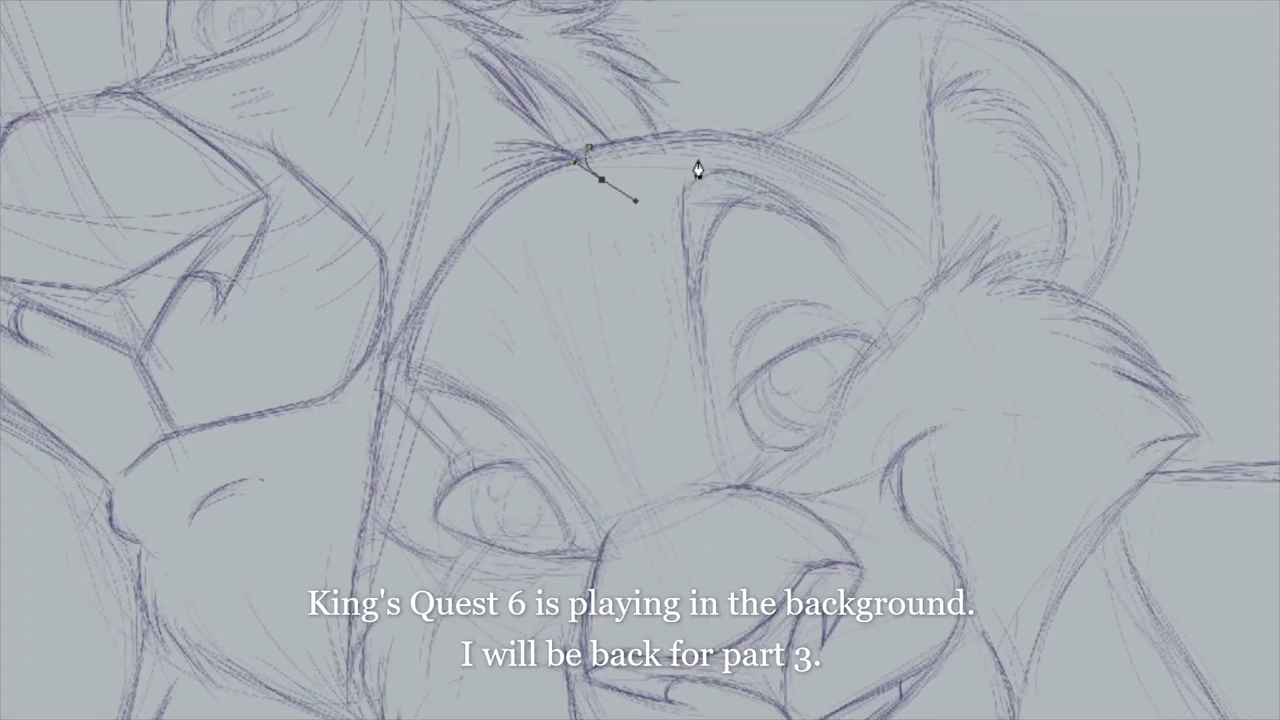 King's Quest 6 is playing in the background.
I will be back for part 3.